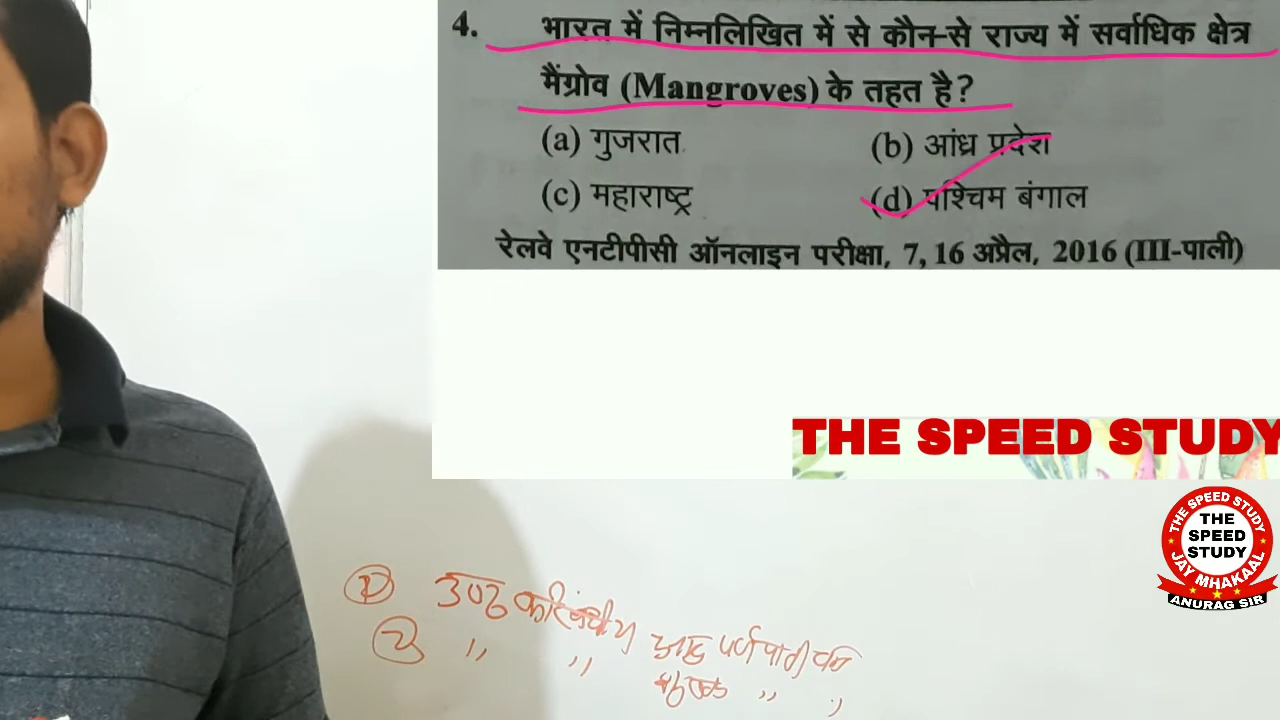 4. भारत में निम्नलिखित में से कौन-से राज्य में सर्वाधिक क्षेत्र
मैंग्रोव (Mangroves) के तहत है?
(a) गुजरात (b) आंध्र प्रदेश
(c) महाराष्ट्र (d) पश्चिम बंगाल
रेलवे एनटीपीसी ऑनलाइन परीक्षा, 7, 16 अप्रैल, 2016 (III-पाली)
THE SPEED STUDY
THE SPEED STUDY
THE
SPEED
STUDY
JAY MHAKAAL
ANURAG SIR
① उष्ण कटिबंधीय आर्द्र पर्णपाती वन
② " " शुष्क " "